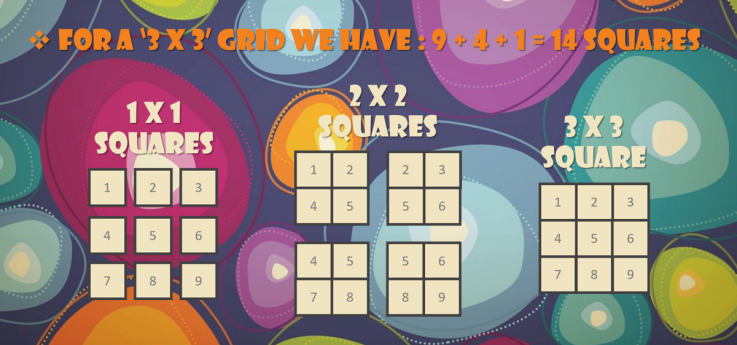 ❖ FOR A ‘3 X 3’ GRID WE HAVE : 9 + 4 + 1 = 14 SQUARES
1 X 1
SQUARES
1 2 3
4 5 6
7 8 9
2 X 2
SQUARES
1 2 2 3
4 5 5 6
4 5 5 6
7 8 8 9
3 X 3
SQUARE
1 2 3
4 5 6
7 8 9